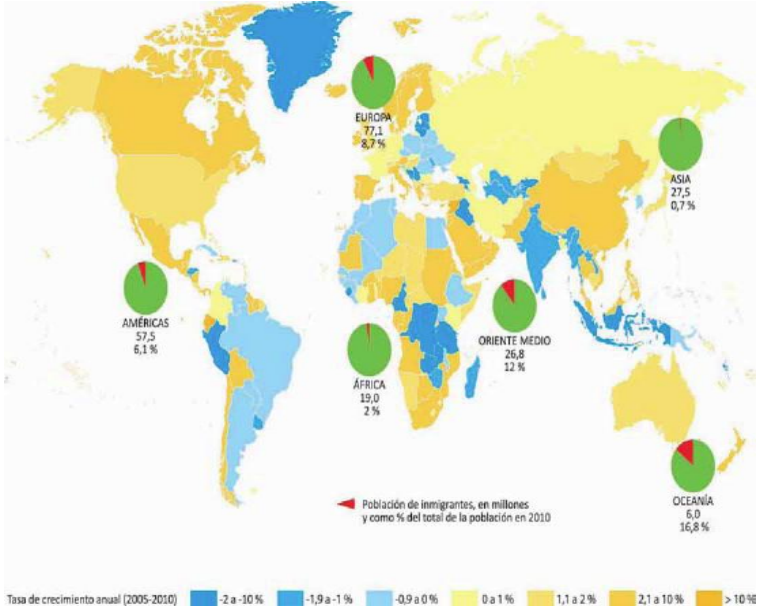 EUROPA
77,1
8,7 %
ASIA
27,5
0,7 %
AMÉRICAS
57,5
6,1 %
ORIENTE MEDIO
26,8
12 %
ÁFRICA
19,0
2 %
OCEANÍA
6,0
16,8 %
Población de inmigrantes, en millones
y como % del total de la población en 2010
Tasa de crecimiento anual (2005-2010) -2 a -10 % -1,9 a -1 % -0,9 a 0 % 0 a 1 % 1,1 a 2 % 2,1 a 10 % > 10 %